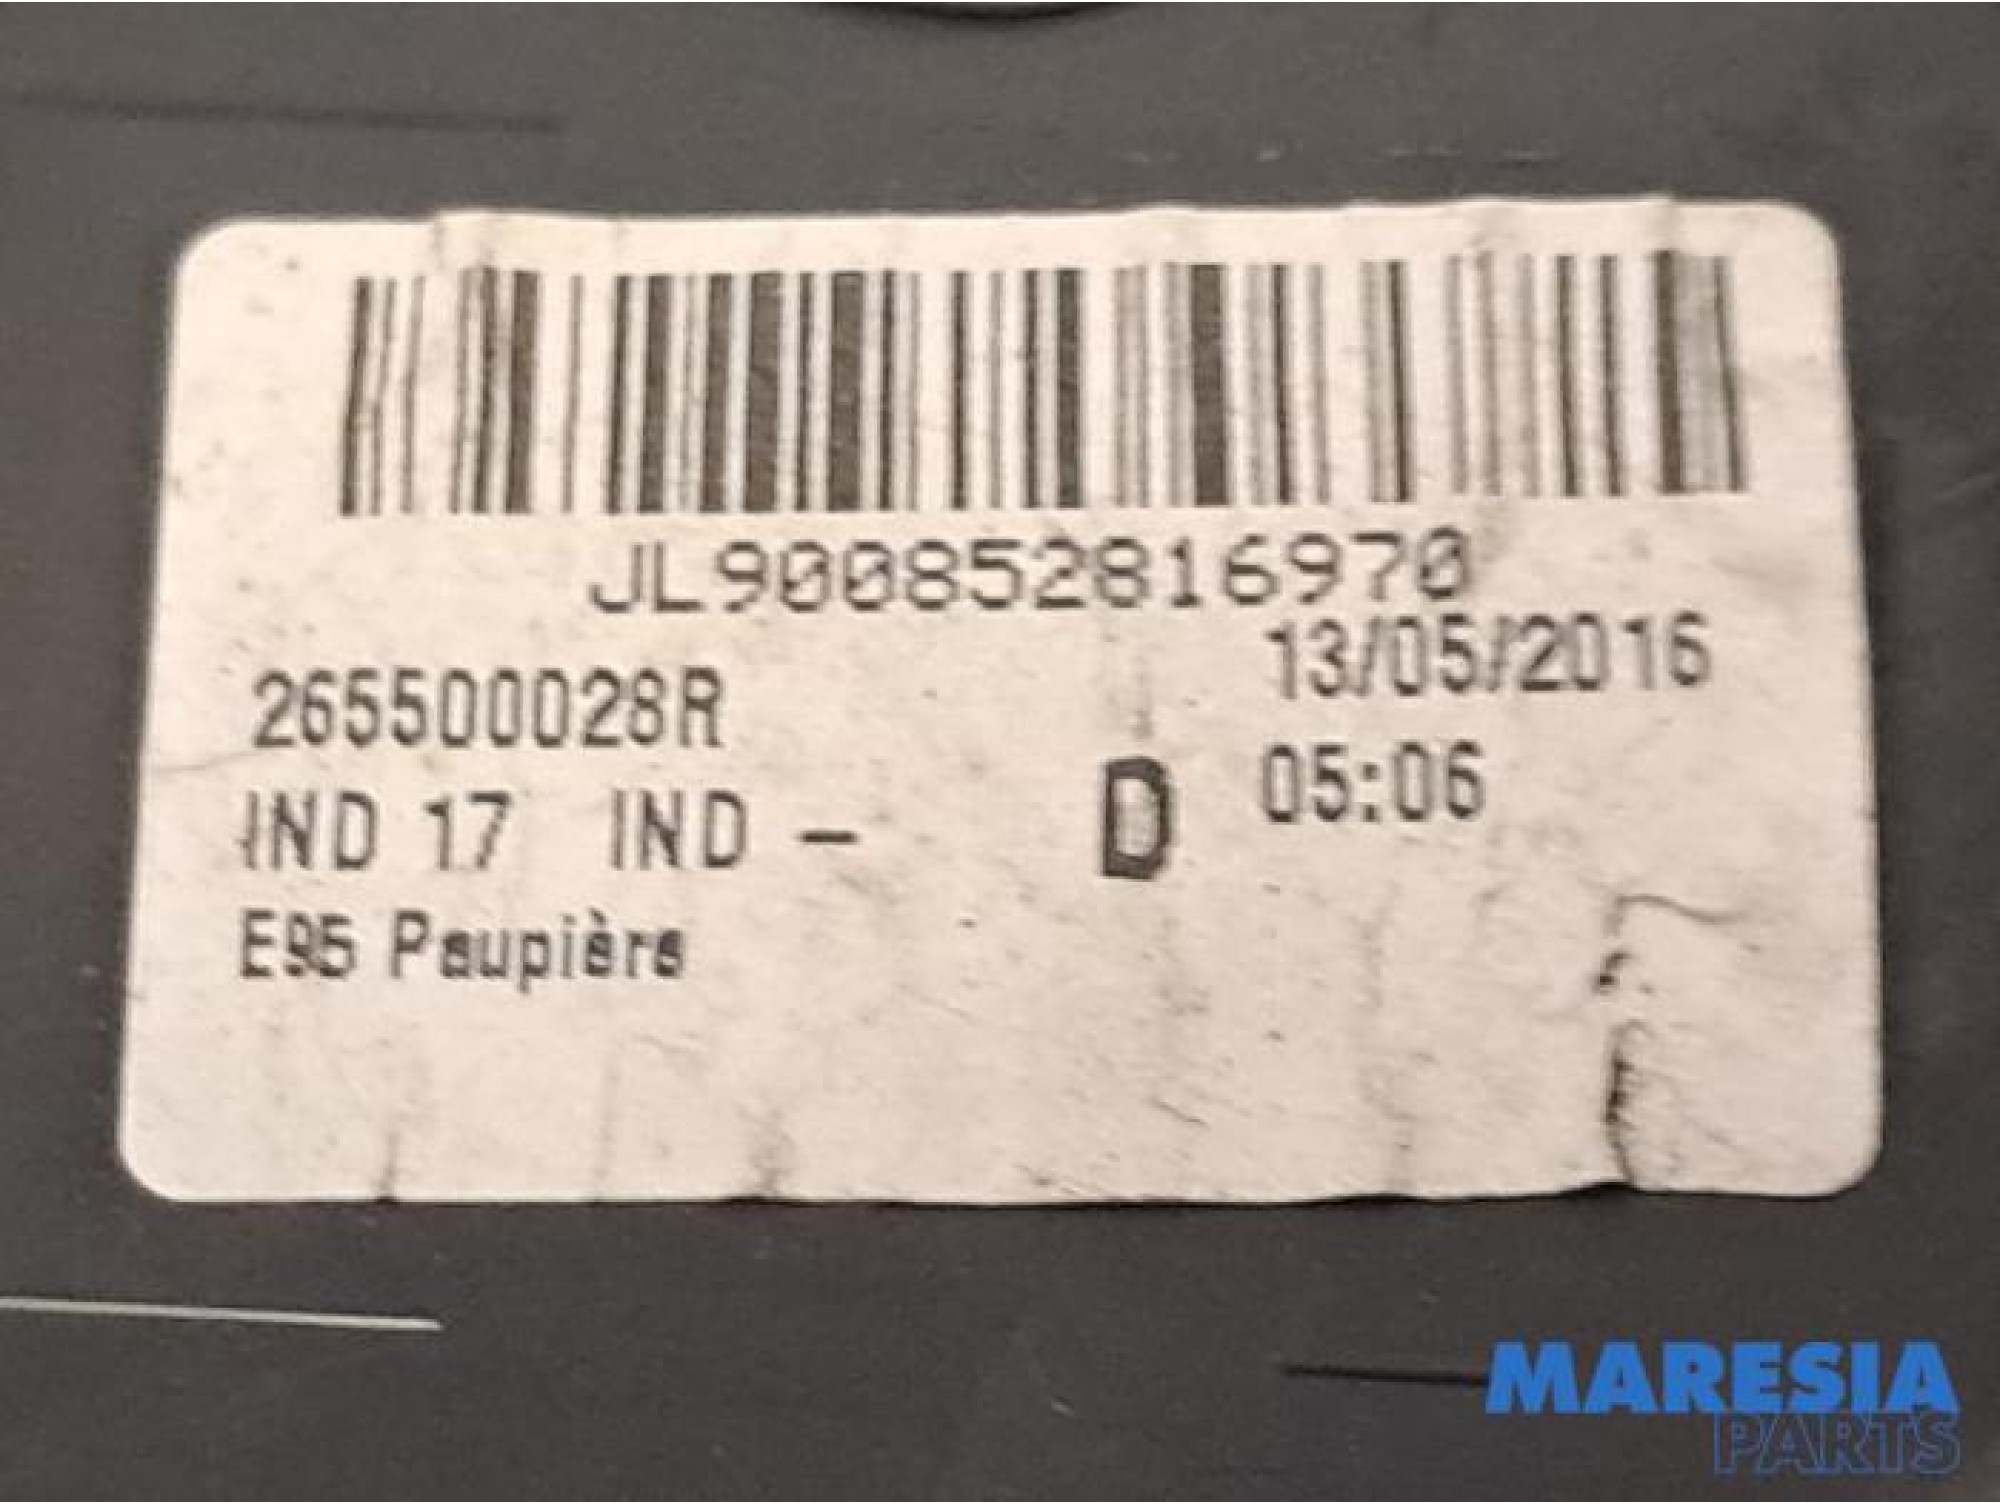 JL900852816970
13/05/2016
265500028R
05:06
IND 17 IND - D
E95 Paupière
MARESIA
PARTS